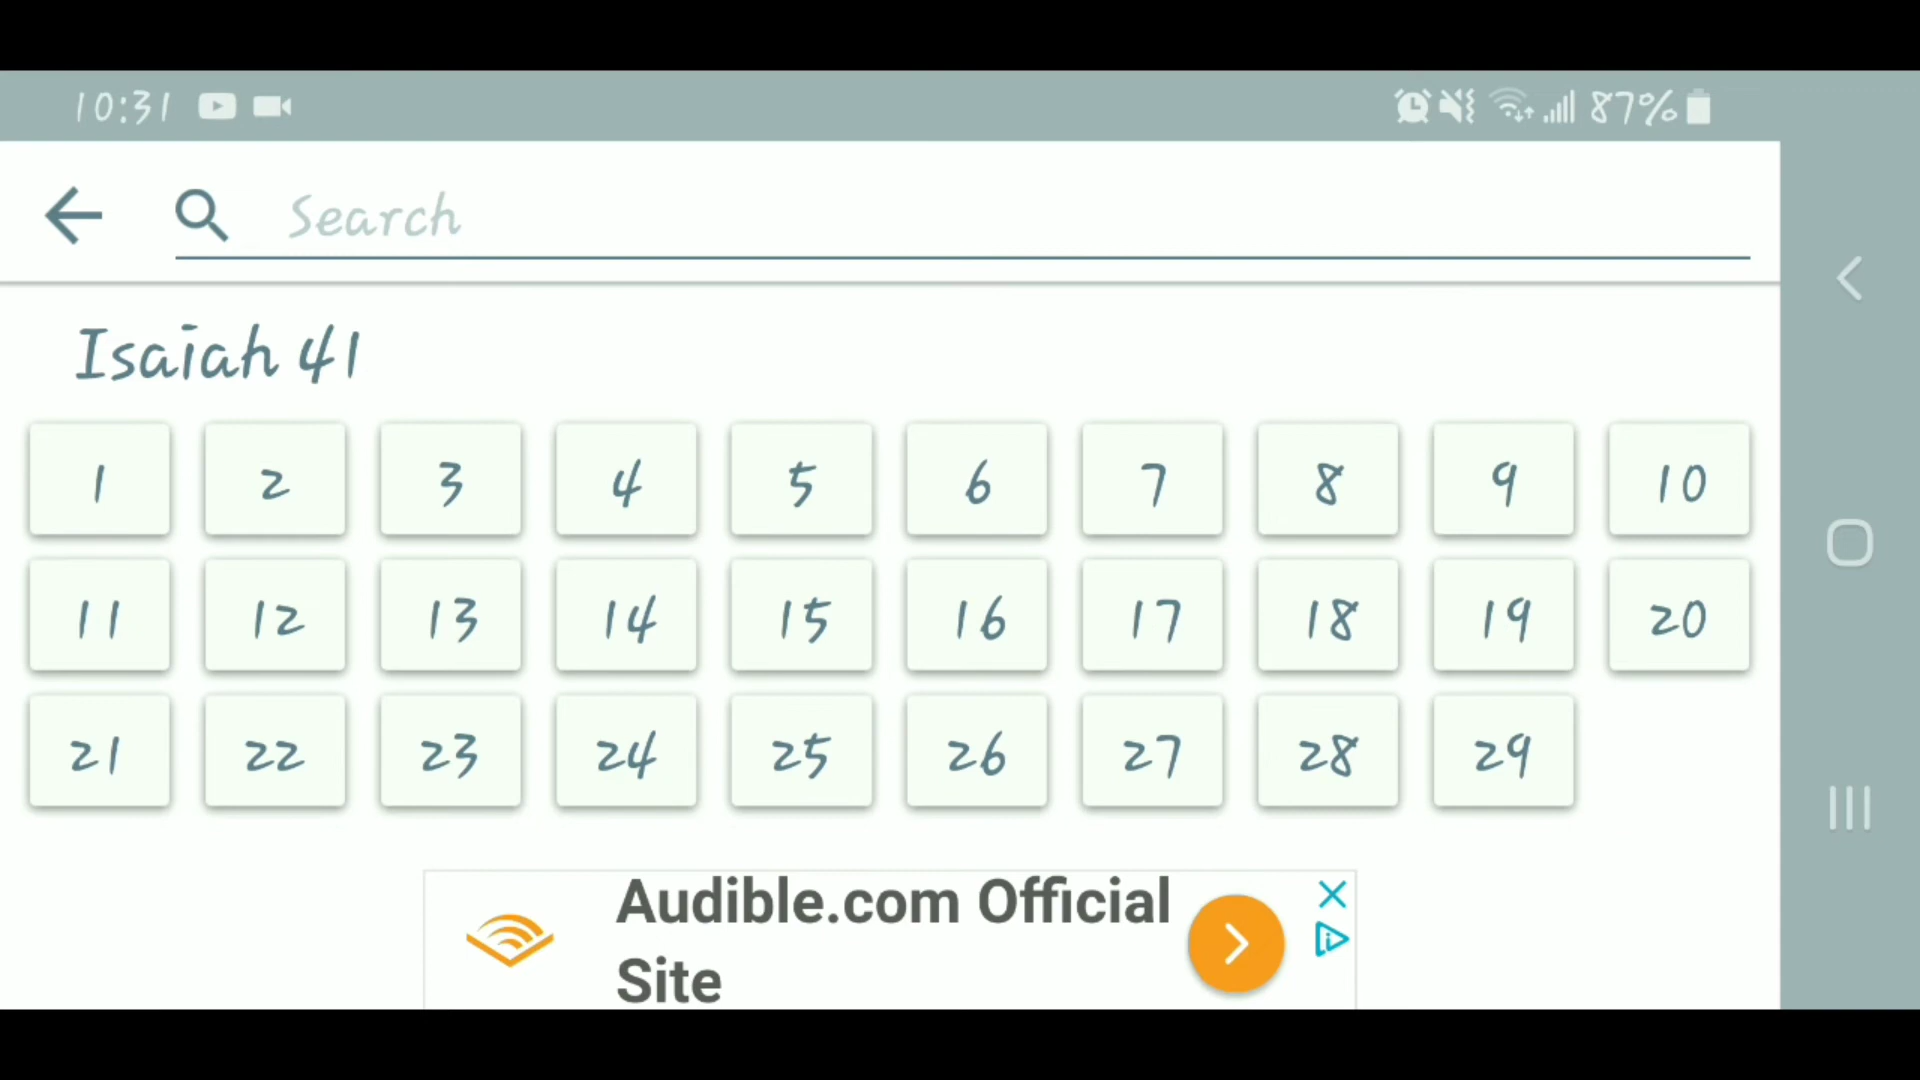 10:31 87%
Search
Isaiah 41
1 2 3 4 5 6 7 8 9 10
11 12 13 14 15 16 17 18 19 20
21 22 23 24 25 26 27 28 29
Audible.com Official
Site